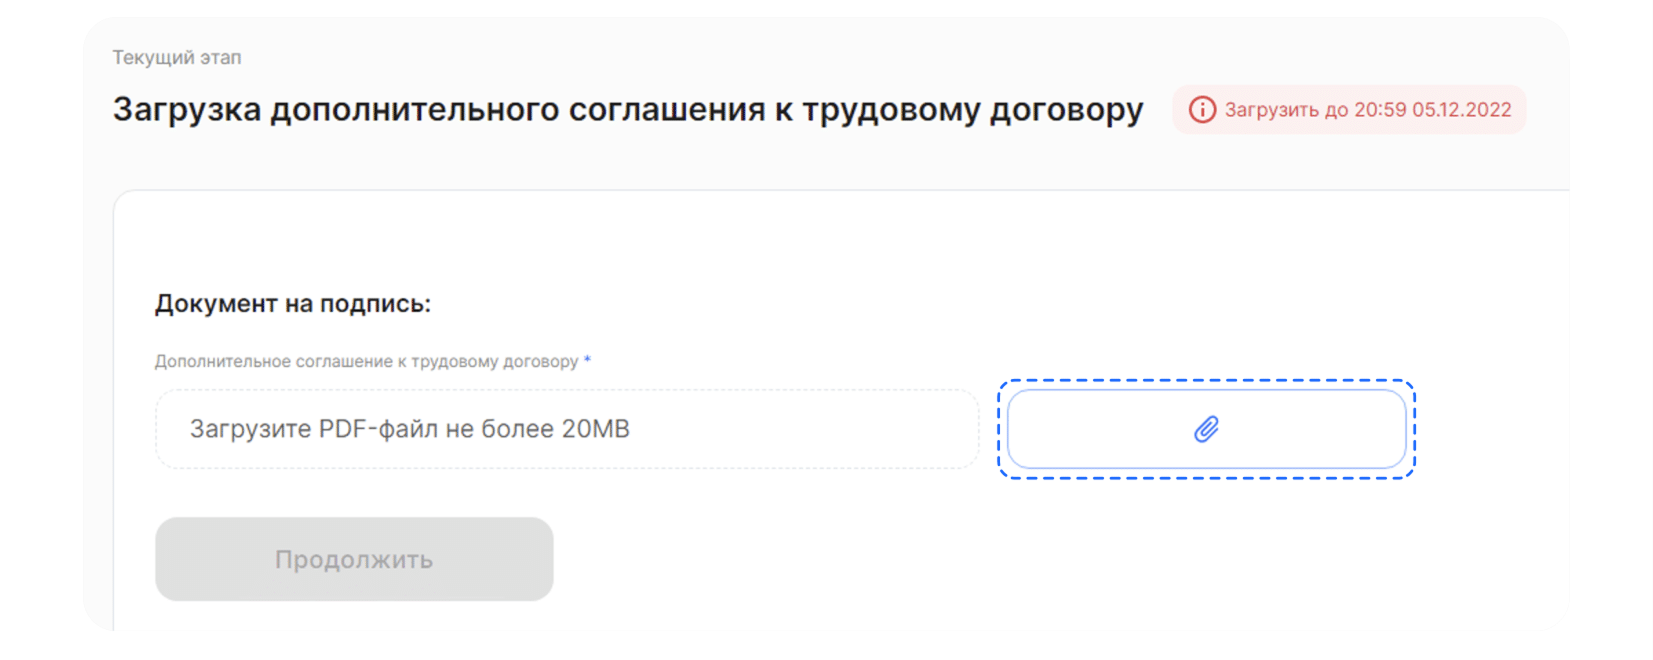 Текущий этап
Загрузка дополнительного соглашения к трудовому договору
Загрузить до 20:59 05.12.2022
Документ на подпись:
Дополнительное соглашение к трудовому договору *
Загрузите PDF-файл не более 20MB
Продолжить